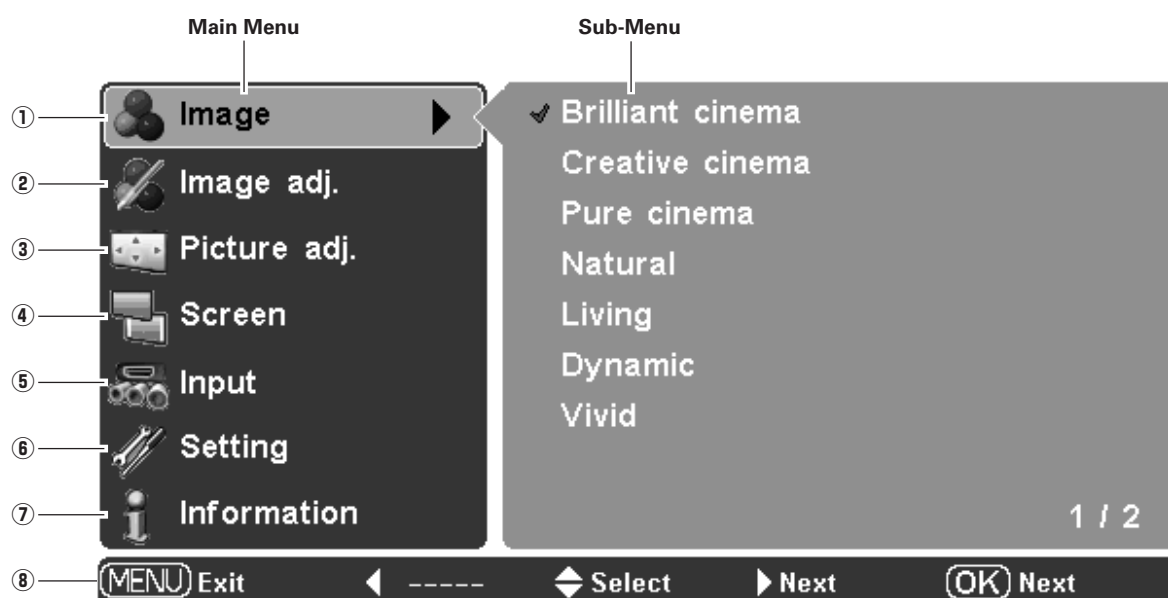 Main Menu
Sub-Menu
① Image
② Image adj.
③ Picture adj.
④ Screen
⑤ Input
⑥ Setting
⑦ Information
Brilliant cinema
Creative cinema
Pure cinema
Natural
Living
Dynamic
Vivid
1 / 2
⑧ MENU Exit ◀ ----- Select ▶ Next OK Next